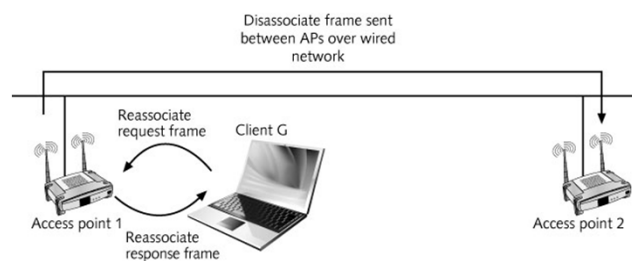 Disassociate frame sent
between APs over wired
network
Reassociate
request frame
Client G
Access point 1
Access point 2
Reassociate
response frame